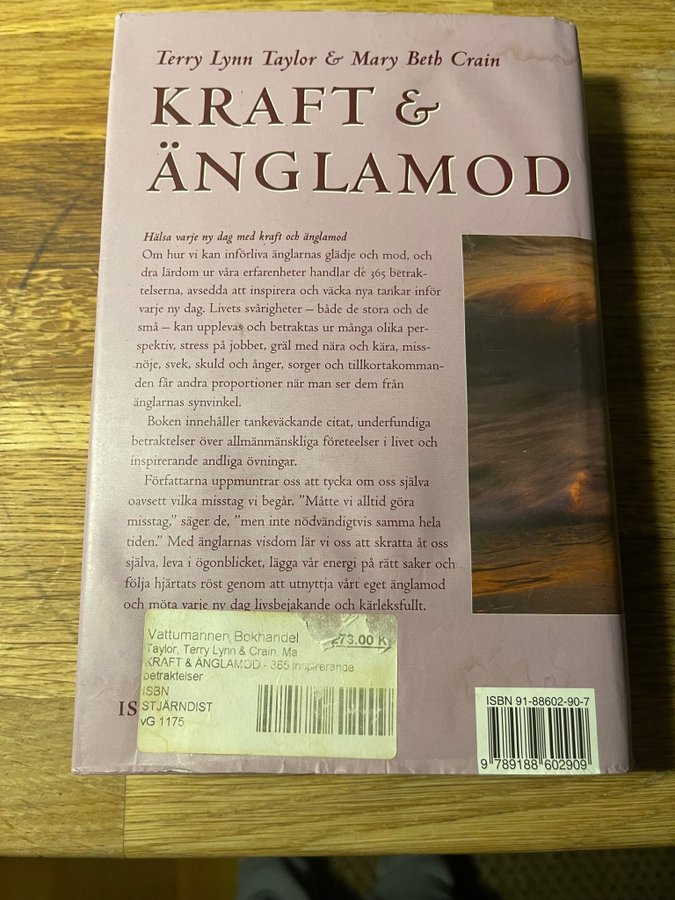 Terry Lynn Taylor & Mary Beth Crain
KRAFT &
ÄNGLAMOD
Hälsa varje ny dag med kraft och änglamod
Om hur vi kan införliva änglarnas glädje och mod, och
dra lärdom ur våra erfarenheter handlar de 365 betrak-
telserna, avsedda att inspirera och väcka nya tankar inför
varje ny dag. Livets svårigheter – både de stora och de
små – kan upplevas och betraktas ur många olika per-
spektiv, stress på jobbet, gräl med nära och kära, miss-
nöje, svek, skuld och ånger, sorger och tillkortakomman-
den får andra proportioner när man ser dem från
änglarnas synvinkel.
Boken innehåller tankeväckande citat, underfundiga
betraktelser över allmänmänskliga företeelser i livet och
inspirerande andliga övningar.
Författarna uppmuntrar oss att tycka om oss själva
oavsett vilka misstag vi begår. ”Måtte vi alltid göra
misstag,” säger de, ”men inte nödvändigtvis samma hela
tiden.” Med änglarnas visdom lär vi oss att skratta åt oss
själva, leva i ögonblicket, lägga vår energi på rätt saker och
följa hjärtats röst genom att utnyttja vårt eget änglamod
och möta varje ny dag livsbejakande och kärleksfullt.
Vattumannen Bokhandel 273.00 K
Taylor, Terry Lynn & Crain, Ma
KRAFT & ÄNGLAMOD - 365 inspirerande
betraktelser
ISBN
STJÄRNDIST
vG 1175
IS
ISBN 91-88602-90-7
9 789188 602909